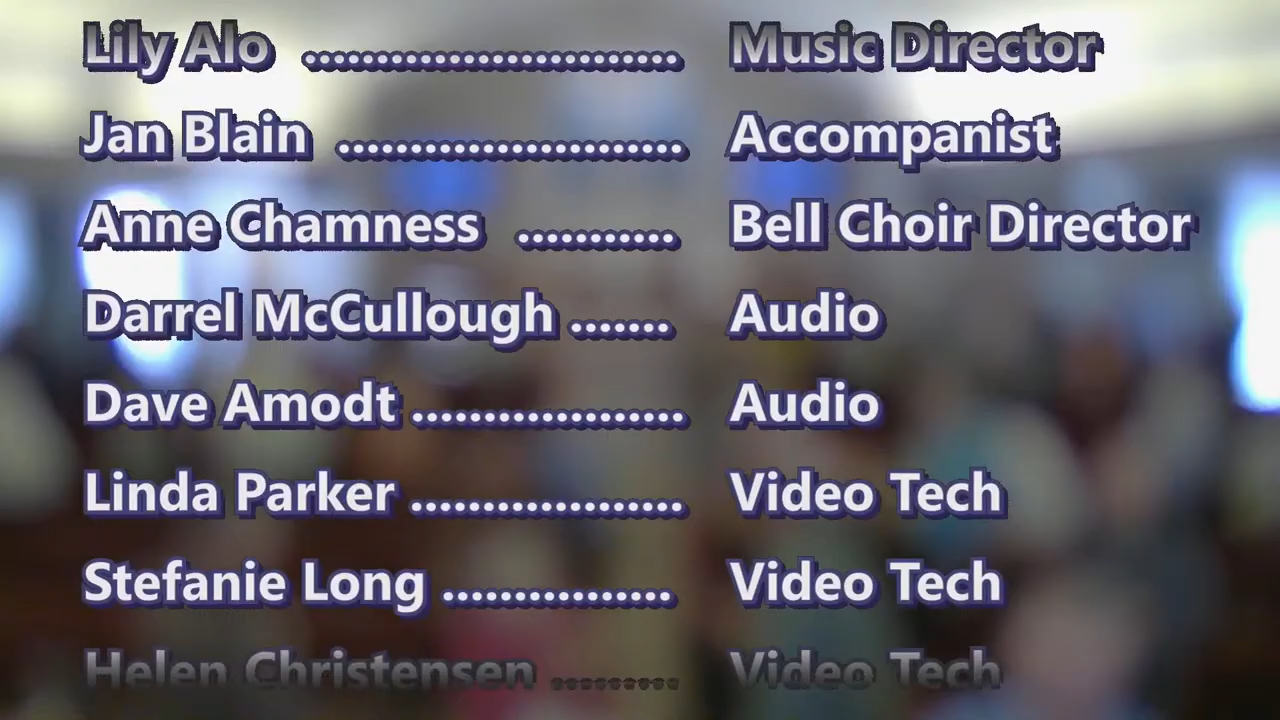 Lily Alo .......................... Music Director
Jan Blain ........................ Accompanist
Anne Chamness ........... Bell Choir Director
Darrel McCullough ....... Audio
Dave Amodt ................... Audio
Linda Parker ................... Video Tech
Stefanie Long ................ Video Tech
Helen Christensen ......... Video Tech